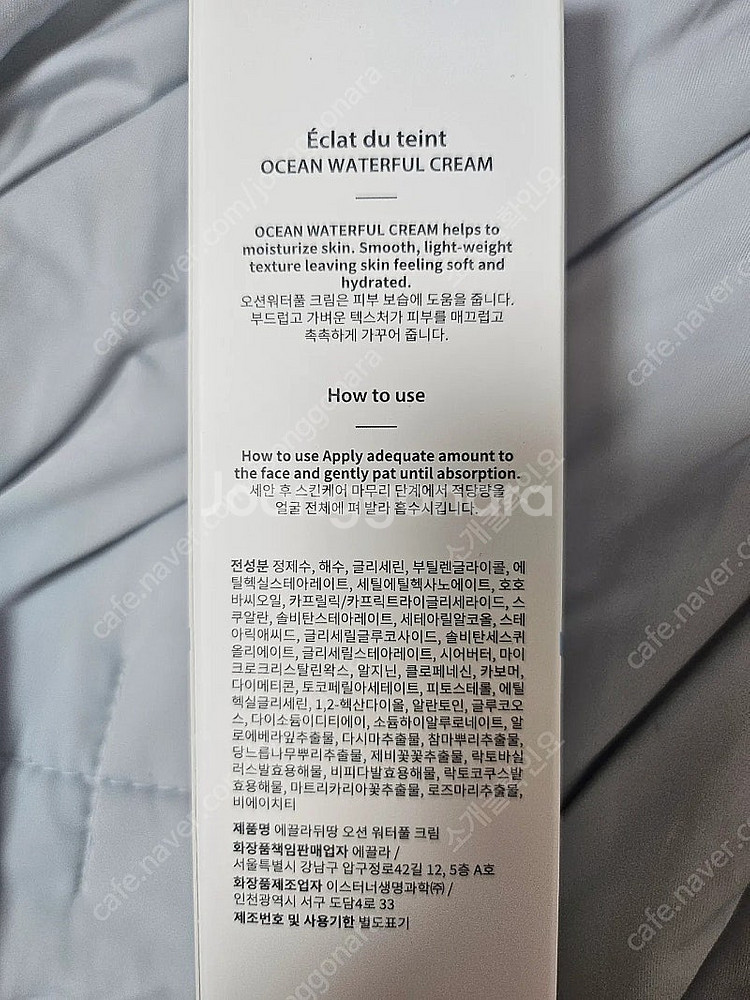 Éclat du teint
OCEAN WATERFUL CREAM
OCEAN WATERFUL CREAM helps to
moisturize skin. Smooth, light-weight
texture leaving skin feeling soft and
hydrated.
오션워터풀 크림은 피부 보습에 도움을 줍니다.
부드럽고 가벼운 텍스처가 피부를 매끄럽고
촉촉하게 가꾸어 줍니다.
How to use
How to use Apply adequate amount to
the face and gently pat until absorption.
세안 후 스킨케어 마무리 단계에서 적당량을
얼굴 전체에 펴 발라 흡수시킵니다.
Joonggonara
전성분 정제수, 해수, 글리세린, 부틸렌글라이콜, 에
틸헥실스테아레이트, 세틸에틸헥사노에이트, 호호
바씨오일, 카프릴릭/카프릭트라이글리세라이드, 스
쿠알란, 솔비탄스테아레이트, 세테아릴알코올, 스테
아릭애씨드, 글리세릴글루코사이드, 솔비탄세스퀴
올리에이트, 글리세릴스테아레이트, 시어버터, 마이
크로크리스탈린왁스, 알지닌, 클로페네신, 카보머,
다이메티콘, 토코페릴아세테이트, 피토스테롤, 에틸
헥실글리세린, 1,2-헥산다이올, 알란토인, 글루코오
스, 다이소듐이디티에이, 소듐하이알루로네이트, 알
로에베라잎추출물, 다시마추출물, 참마뿌리추출물,
당느릅나무뿌리추출물, 제비꽃꽃추출물, 락토바실
러스발효용해물, 비피다발효용해물, 락토코쿠스발
효용해물, 마트리카리아꽃추출물, 로즈마리추출물,
비에이치티
제품명 에끌라뒤땅 오션 워터풀 크림
화장품책임판매업자 에끌라 /
서울특별시 강남구 압구정로42길 12, 5층 A호
화장품제조업자 이스터너생명과학㈜ /
인천광역시 서구 도담4로 33
제조번호 및 사용기한 별도표기
cafe.naver.com/joonggonara
cafe.naver.com
cafe.naver.com
cafe.naver.com
cafe.naver.com
cafe.naver.com
cafe.naver.com